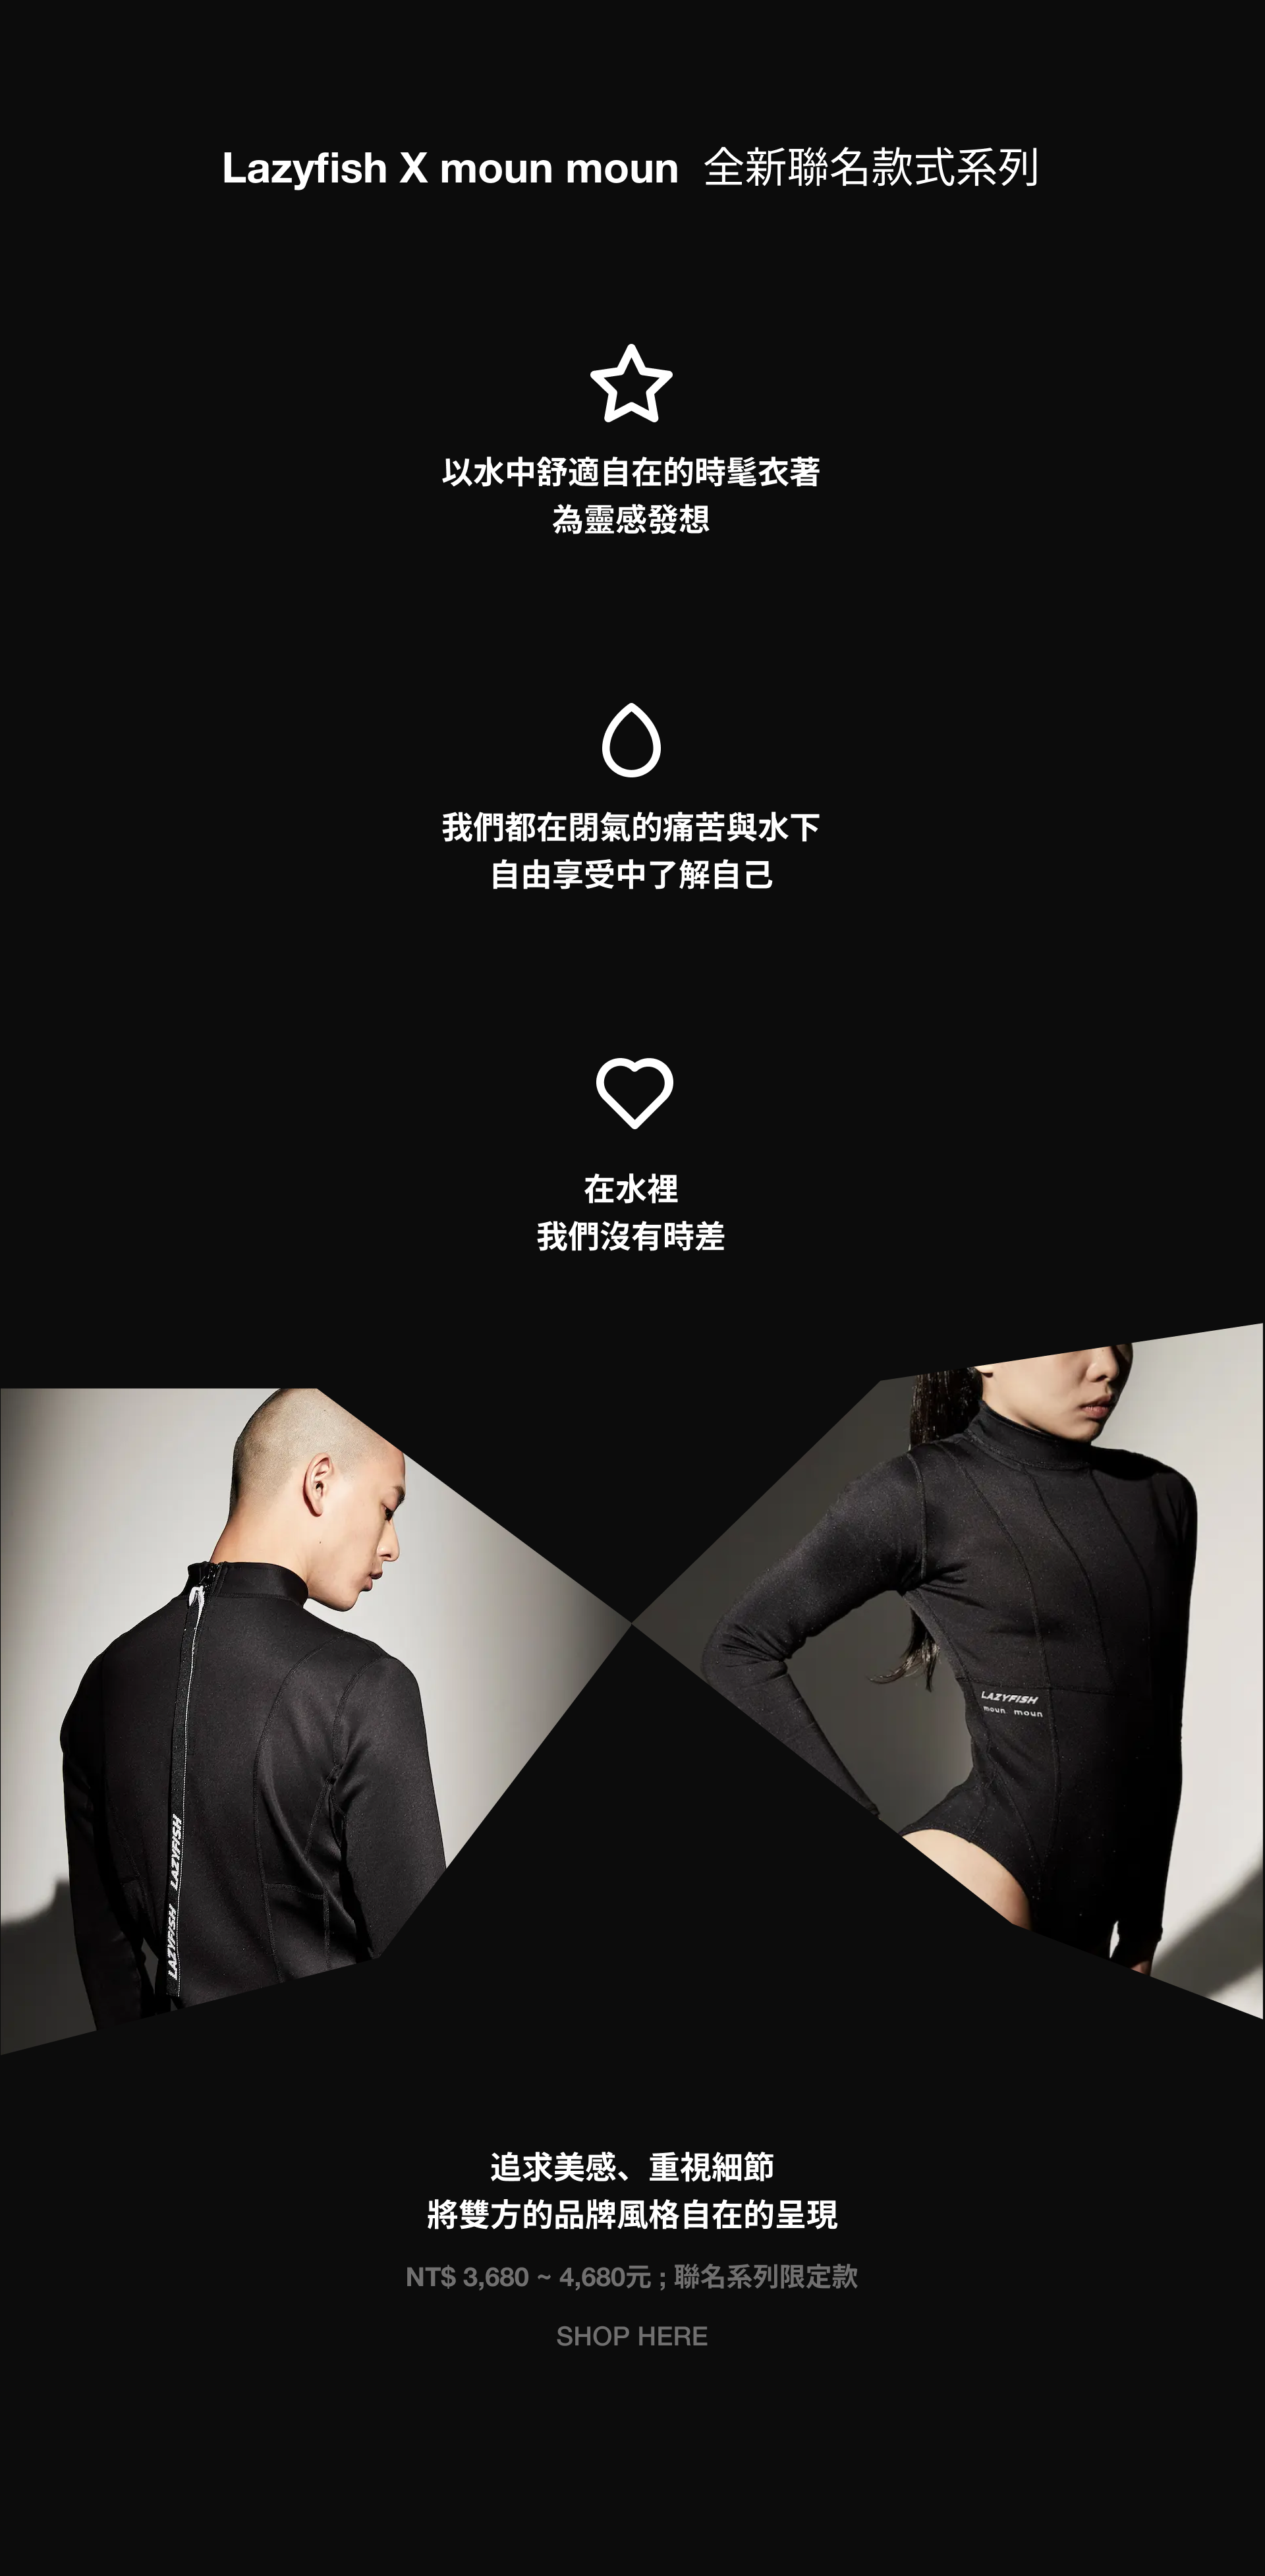 Lazyfish X moun moun 全新聯名款式系列
以水中舒適自在的時髦衣著
為靈感發想
我們都在閉氣的痛苦與水下
自由享受中了解自己
在水裡
我們沒有時差
LAZYFISH
moun moun
LAZYFISH LAZYFISH
追求美感、重視細節
將雙方的品牌風格自在的呈現
NT$ 3,680 ~ 4,680元 ; 聯名系列限定款
SHOP HERE